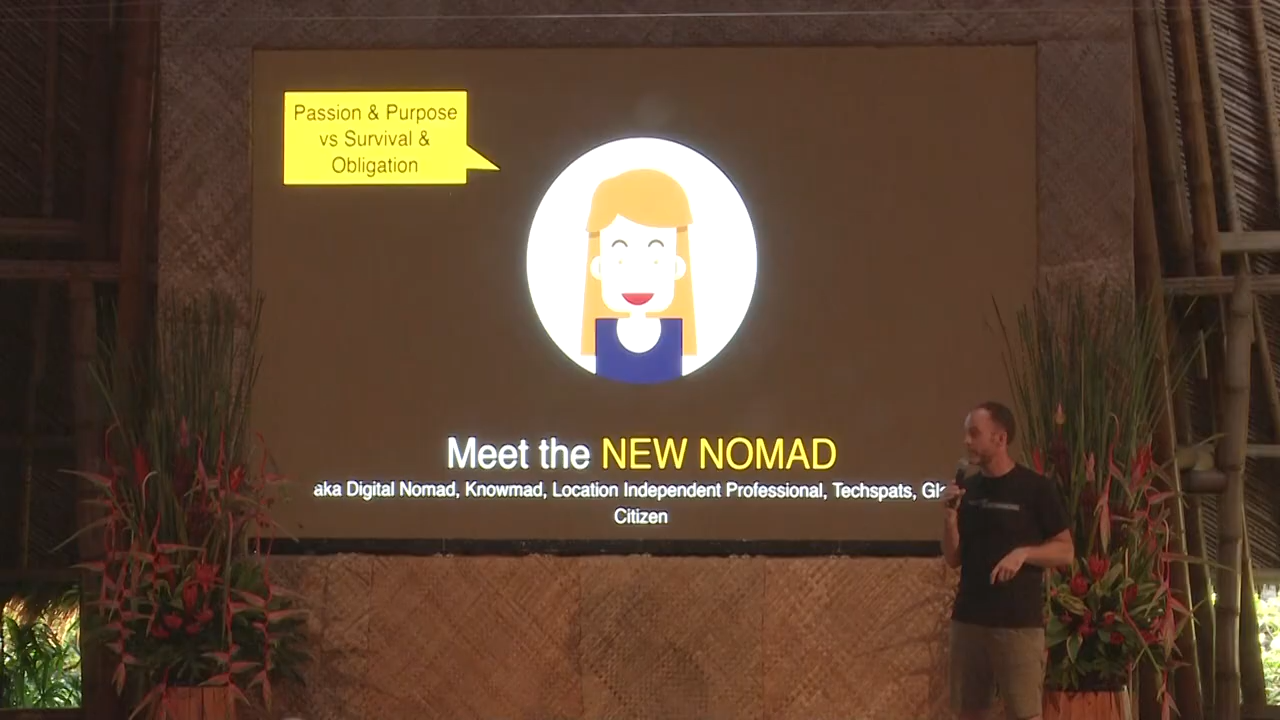 Passion & Purpose
vs Survival &
Obligation
Meet the NEW NOMAD
aka Digital Nomad, Knowmad, Location Independent Professional, Techspats,
Citizen